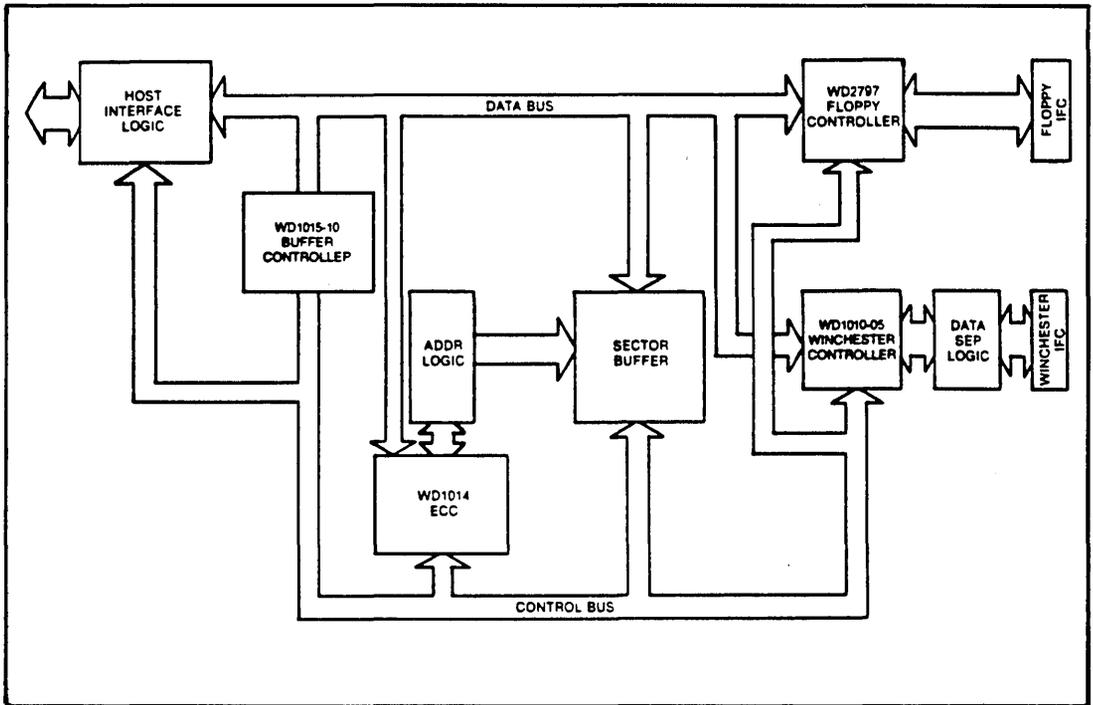 HOST
INTERFACE
LOGIC
DATA BUS
WD2797
FLOPPY
CONTROLLER
FLOPPY
IFC
WD1015-10
BUFFER
CONTROLLEP
ADDR
LOGIC
SECTOR
BUFFER
WD1010-05
WINCHESTER
CONTROLLER
DATA
SEP
LOGIC
WINCHESTER
IFC
WD1014
ECC
CONTROL BUS